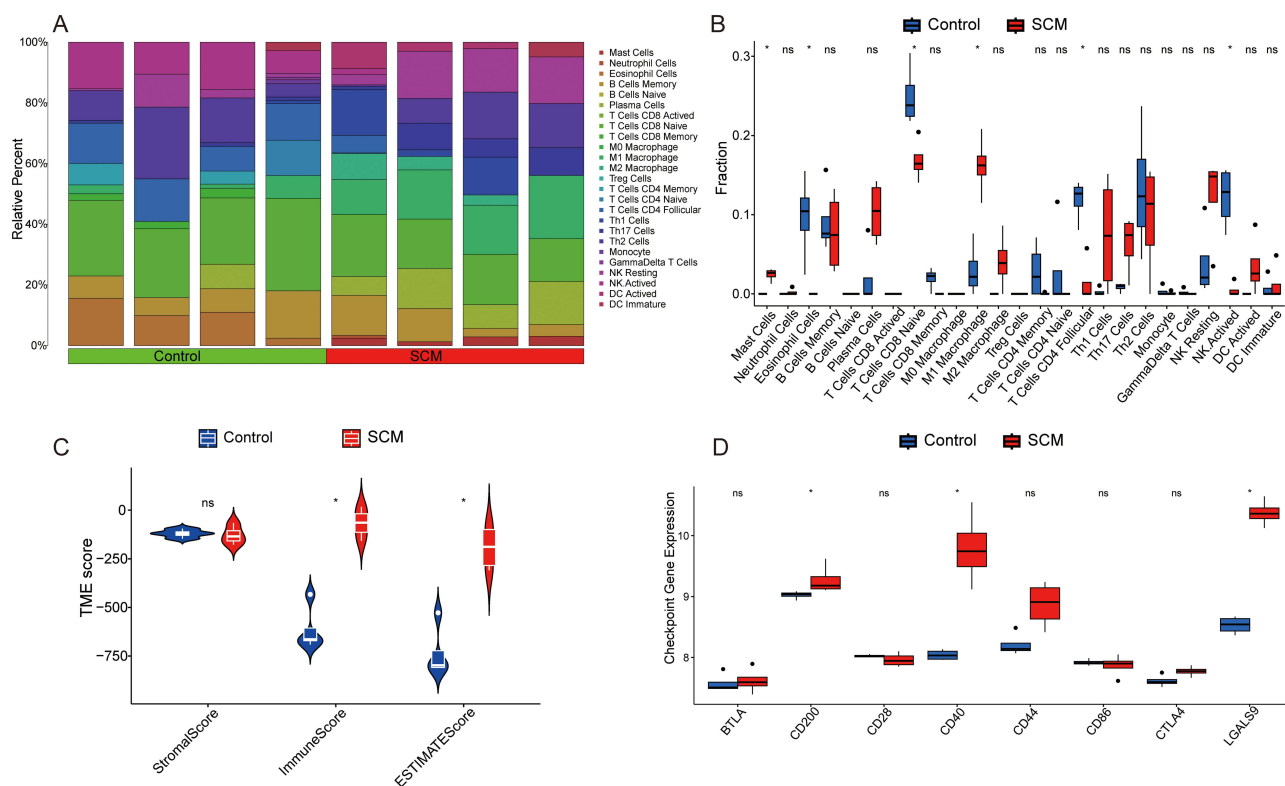 A
100%
80%
60%
40%
20%
0%
Relative Percent
Control
SCM
Mast Cells
Neutrophil Cells
Eosinophil Cells
B Cells Memory
B Cells Naive
Plasma Cells
T Cells CD8 Actived
T Cells CD8 Naive
T Cells CD8 Memory
M0 Macrophage
M1 Macrophage
M2 Macrophage
Treg Cells
T Cells CD4 Memory
T Cells CD4 Naive
T Cells CD4 Follicular
Th1 Cells
Th17 Cells
Th2 Cells
Monocyte
GammaDelta T Cells
NK Resting
NK Actived
DC Actived
DC Immature
B
Control SCM
* ns * ns ns ns * ns * ns ns ns * ns ns ns ns ns ns * ns ns
0.3
0.2
0.1
0.0
Fraction
Mast Cells
Neutrophil Cells
Eosinophil Cells
B Cells Memory
B Cells Naive
Plasma Cells
T Cells CD8 Actived
T Cells CD8 Naive
T Cells CD8 Memory
M0 Macrophage
M1 Macrophage
M2 Macrophage
Treg Cells
T Cells CD4 Memory
T Cells CD4 Naive
T Cells CD4 Follicular
Th1 Cells
Th17 Cells
Th2 Cells
Monocyte
GammaDelta T Cells
NK Resting
NK Actived
DC Actived
DC Immature
C
Control SCM
ns * *
0
−250
−500
−750
TME score
StromalScore
ImmuneScore
ESTIMATEScore
D
Control SCM
ns * ns * ns ns ns *
10
9
8
Checkpoint Gene Expression
BTLA
CD200
CD28
CD40
CD44
CD86
CTLA4
LGALS9